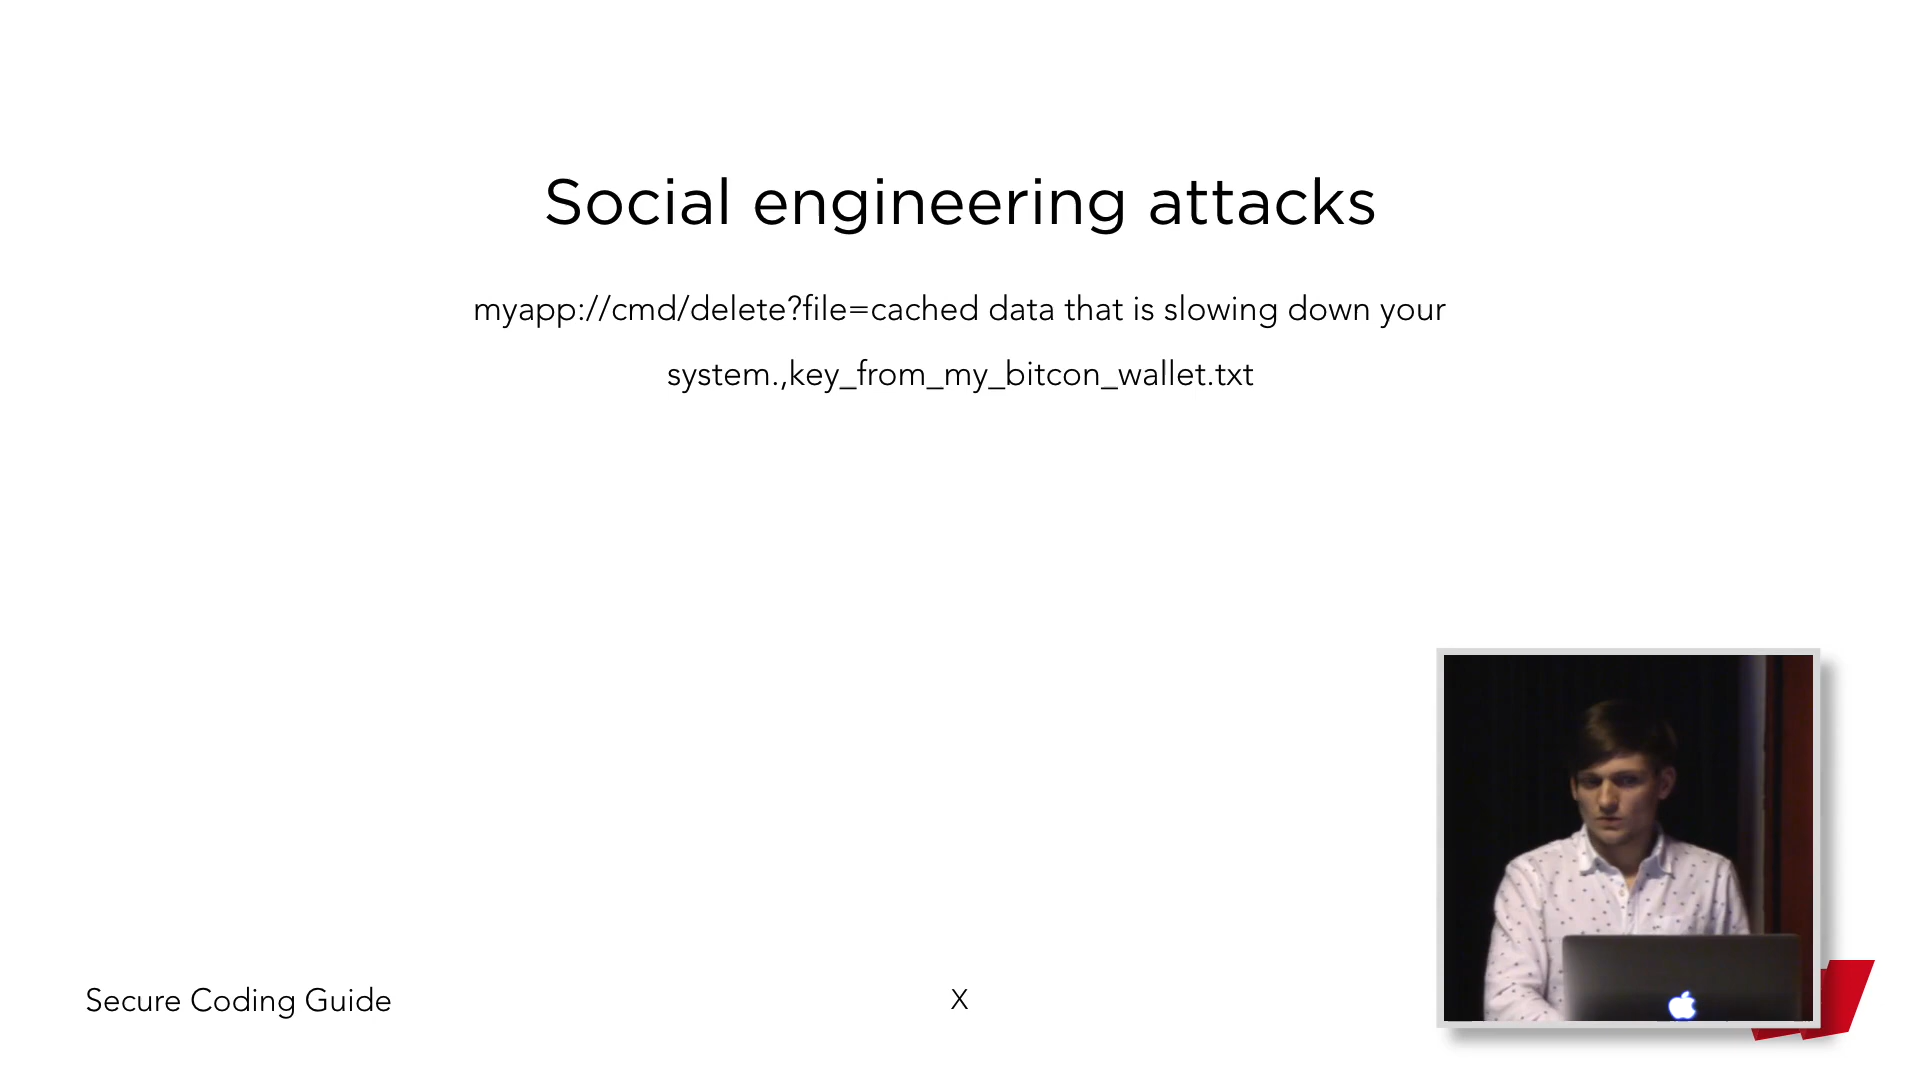 Social engineering attacks
myapp://cmd/delete?file=cached data that is slowing down your
system.,key_from_my_bitcon_wallet.txt
Secure Coding Guide
X